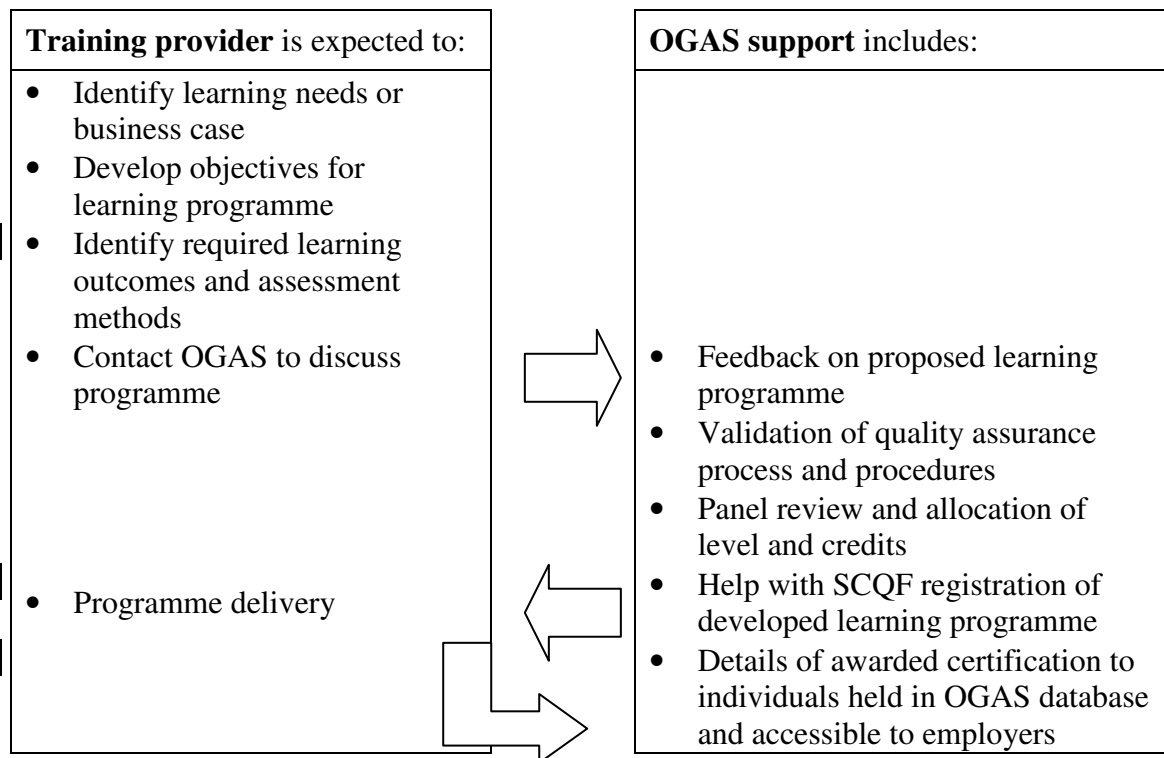 Training provider is expected to:
• Identify learning needs or
business case
• Develop objectives for
learning programme
• Identify required learning
outcomes and assessment
methods
• Contact OGAS to discuss
programme
• Programme delivery
OGAS support includes:
• Feedback on proposed learning
programme
• Validation of quality assurance
process and procedures
• Panel review and allocation of
level and credits
• Help with SCQF registration of
developed learning programme
• Details of awarded certification to
individuals held in OGAS database
and accessible to employers